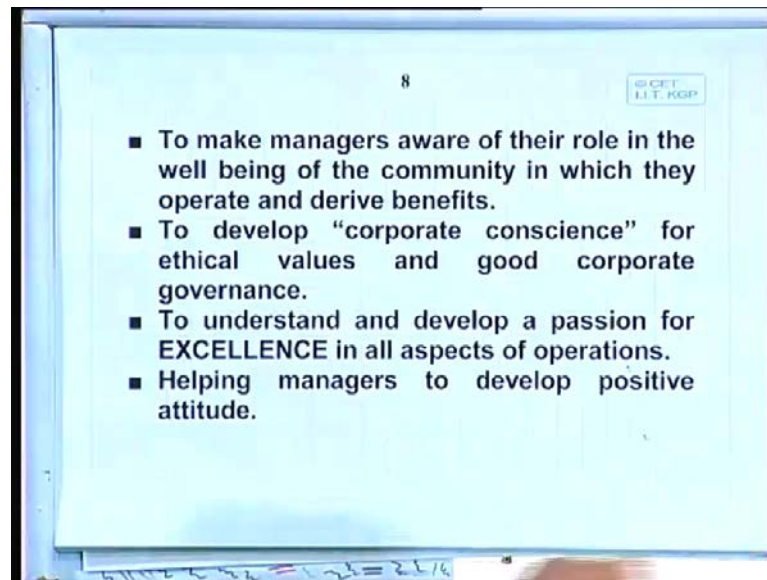 8
© CET
I.I.T. KGP
■ To make managers aware of their role in the
well being of the community in which they
operate and derive benefits.
■ To develop “corporate conscience” for
ethical values and good corporate
governance.
■ To understand and develop a passion for
EXCELLENCE in all aspects of operations.
■ Helping managers to develop positive
attitude.